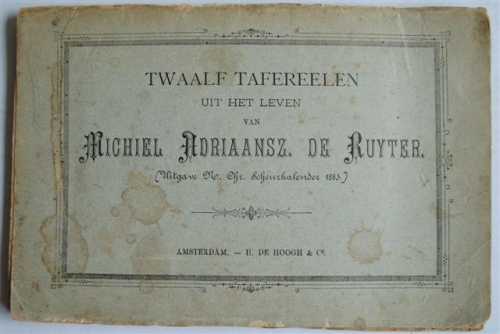 TWAALF TAFEREELEN
UIT HET LEVEN
VAN
MICHIEL ADRIAANSZ. DE RUYTER.
(Uitgave No. Chr. Scheurkalender 1883.)
AMSTERDAM. — H. DE HOOGH & Co.